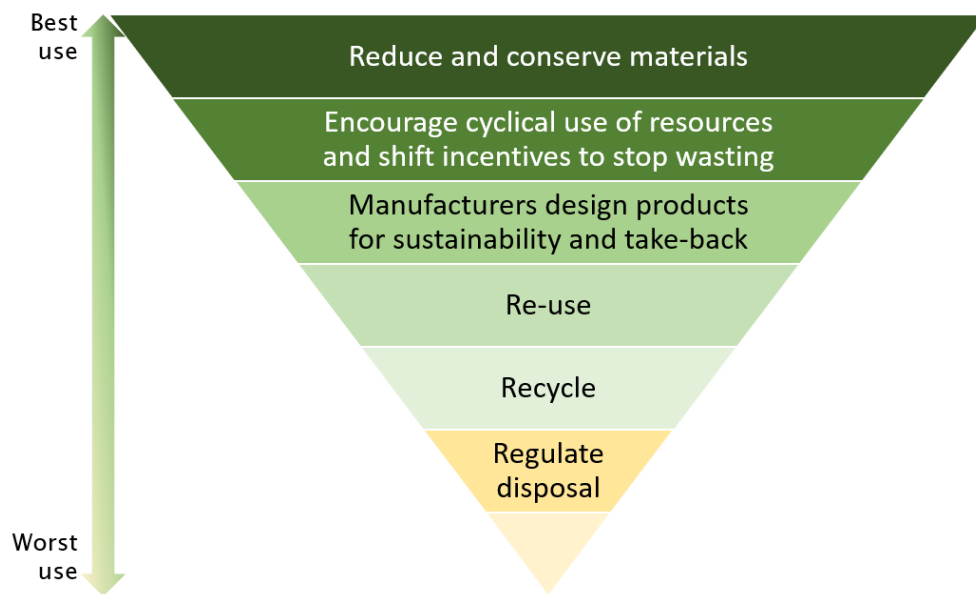 Best
use
Reduce and conserve materials
Encourage cyclical use of resources
and shift incentives to stop wasting
Manufacturers design products
for sustainability and take-back
Re-use
Recycle
Regulate
disposal
Worst
use